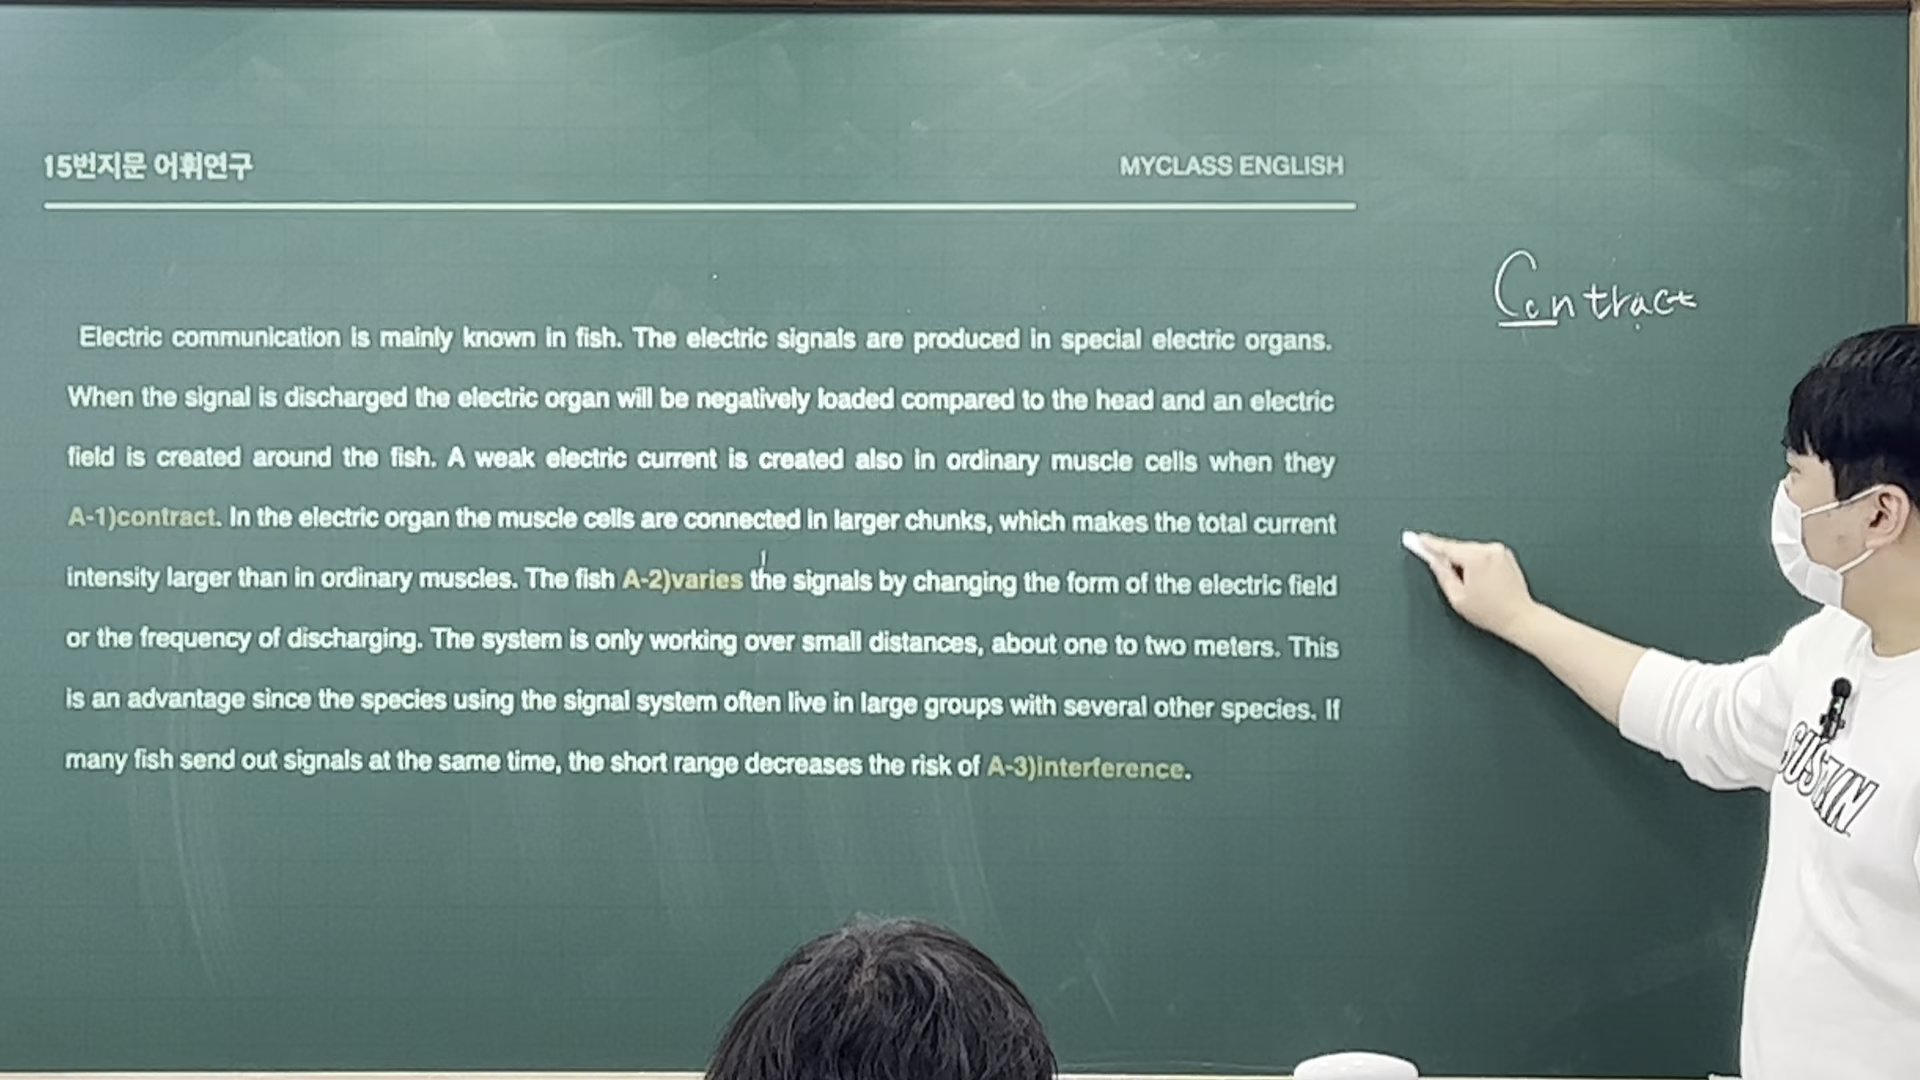 15번지문 어휘연구 MYCLASS ENGLISH
Contract
Electric communication is mainly known in fish. The electric signals are produced in special electric organs.
When the signal is discharged the electric organ will be negatively loaded compared to the head and an electric
field is created around the fish. A weak electric current is created also in ordinary muscle cells when they
A-1)contract. In the electric organ the muscle cells are connected in larger chunks, which makes the total current
intensity larger than in ordinary muscles. The fish A-2)varies the signals by changing the form of the electric field
or the frequency of discharging. The system is only working over small distances, about one to two meters. This
is an advantage since the species using the signal system often live in large groups with several other species. If
many fish send out signals at the same time, the short range decreases the risk of A-3)interference.